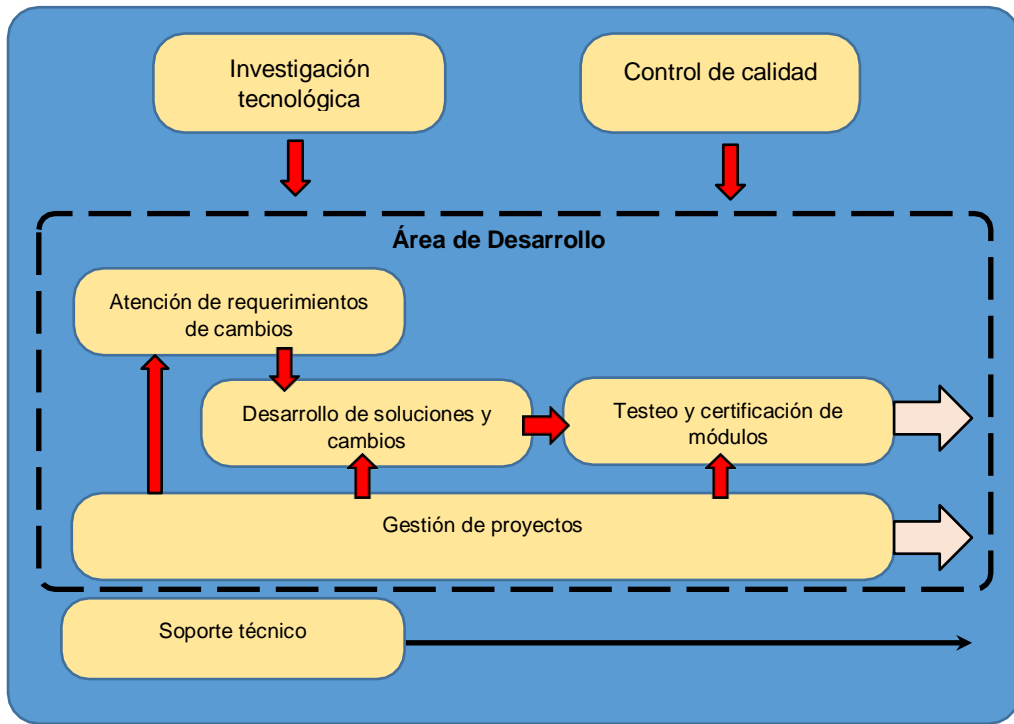 Investigación
tecnológica
Control de calidad
Área de Desarrollo
Atención de requerimientos
de cambios
Desarrollo de soluciones y
cambios
Testeo y certificación de
módulos
Gestión de proyectos
Soporte técnico